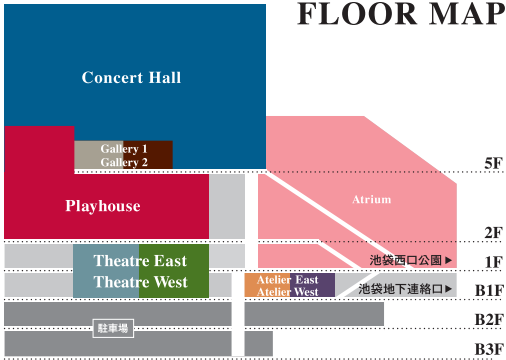 FLOOR MAP
Concert Hall
Gallery 1
Gallery 2
5F
Atrium
Playhouse
2F
Theatre East
Theatre West
池袋西口公園▶
1F
Atelier East
Atelier West
池袋地下連絡口▶
B1F
駐車場
B2F
B3F